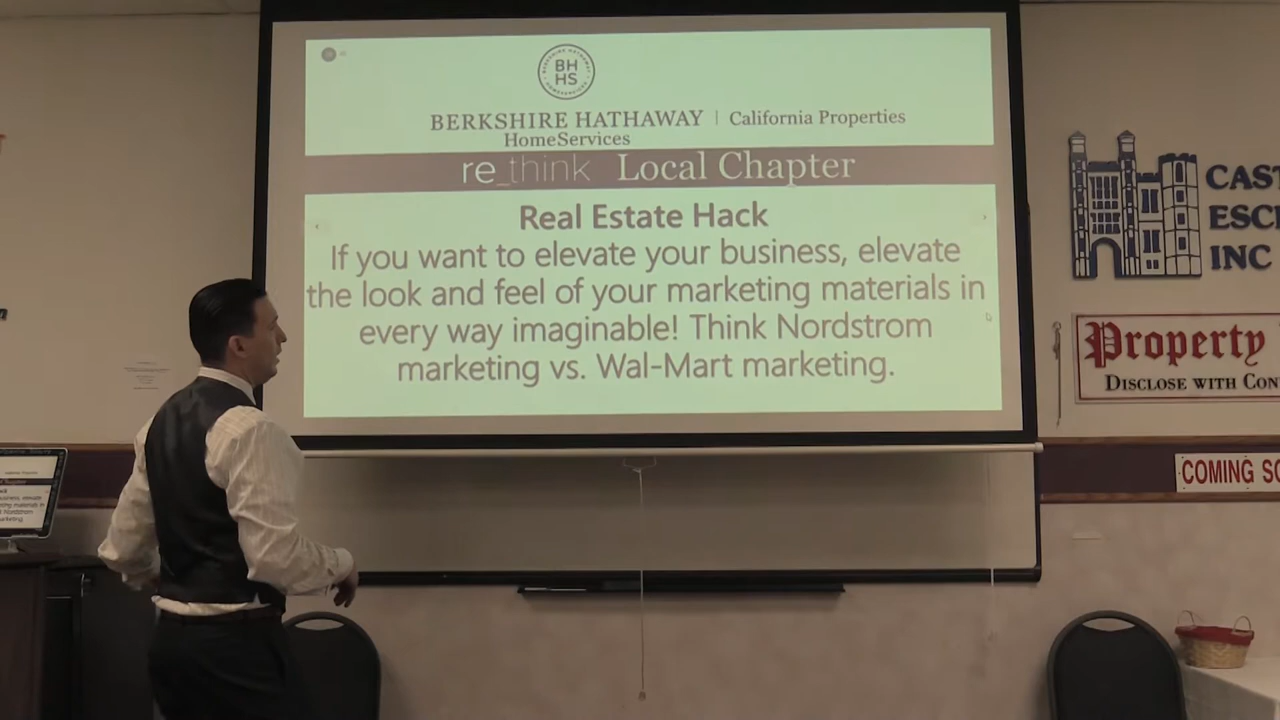 BH
HS
BERKSHIRE HATHAWAY | California Properties
HomeServices
re_think Local Chapter
Real Estate Hack
If you want to elevate your business, elevate
the look and feel of your marketing materials in
every way imaginable! Think Nordstrom
marketing vs. Wal-Mart marketing.
CAST
ESC
INC
Property
DISCLOSE WITH CON
COMING SO